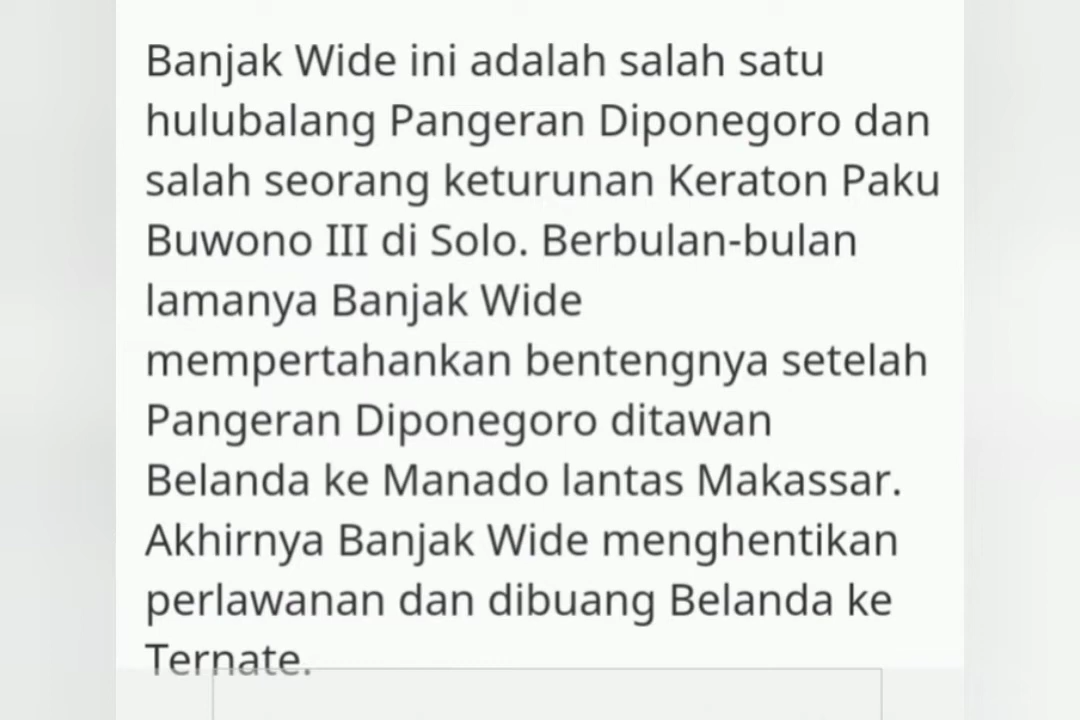 Banjak Wide ini adalah salah satu
hulubalang Pangeran Diponegoro dan
salah seorang keturunan Keraton Paku
Buwono III di Solo. Berbulan-bulan
lamanya Banjak Wide
mempertahankan bentengnya setelah
Pangeran Diponegoro ditawan
Belanda ke Manado lantas Makassar.
Akhirnya Banjak Wide menghentikan
perlawanan dan dibuang Belanda ke
Ternate.